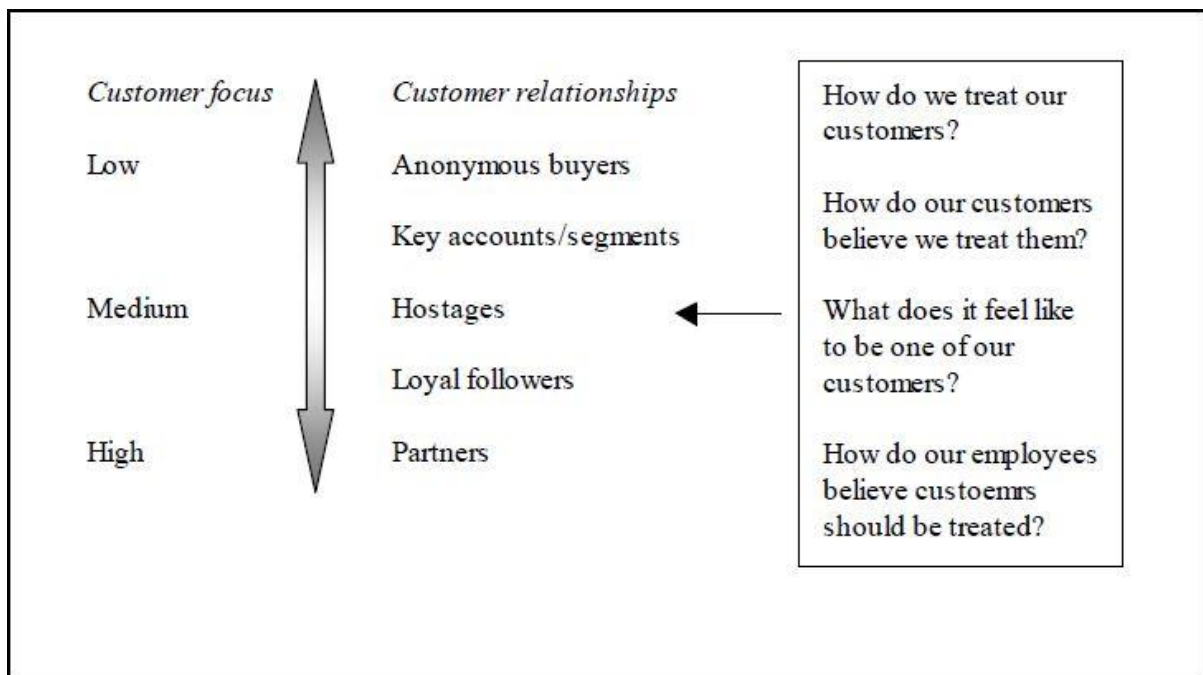 Customer focus
Customer relationships
Low
Anonymous buyers
Key accounts/segments
Medium
Hostages
Loyal followers
High
Partners
How do we treat our
customers?
How do our customers
believe we treat them?
What does it feel like
to be one of our
customers?
How do our employees
believe custoemrs
should be treated?